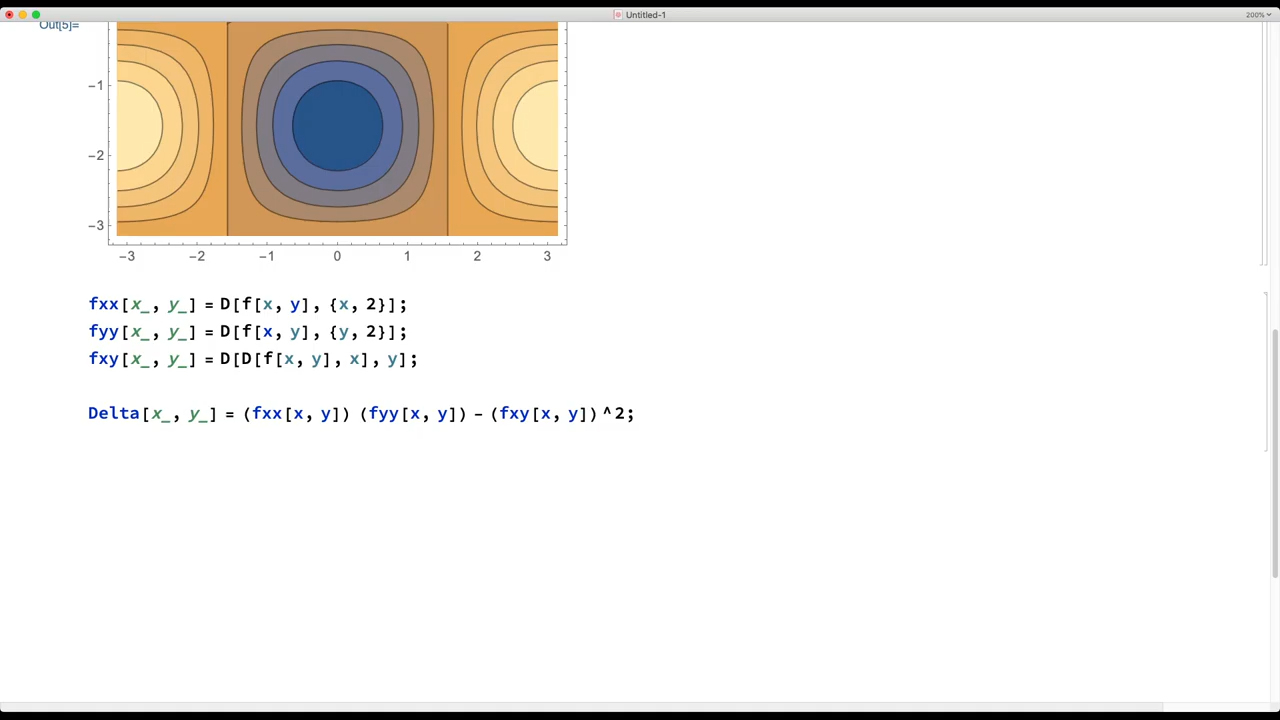 Untitled-1
200%
Out[5]=
−1
−2
−3
−3 −2 −1 0 1 2 3
fxx[x_, y_] = D[f[x, y], {x, 2}];
fyy[x_, y_] = D[f[x, y], {y, 2}];
fxy[x_, y_] = D[D[f[x, y], x], y];
Delta[x_, y_] = (fxx[x, y]) (fyy[x, y]) - (fxy[x, y])^2;